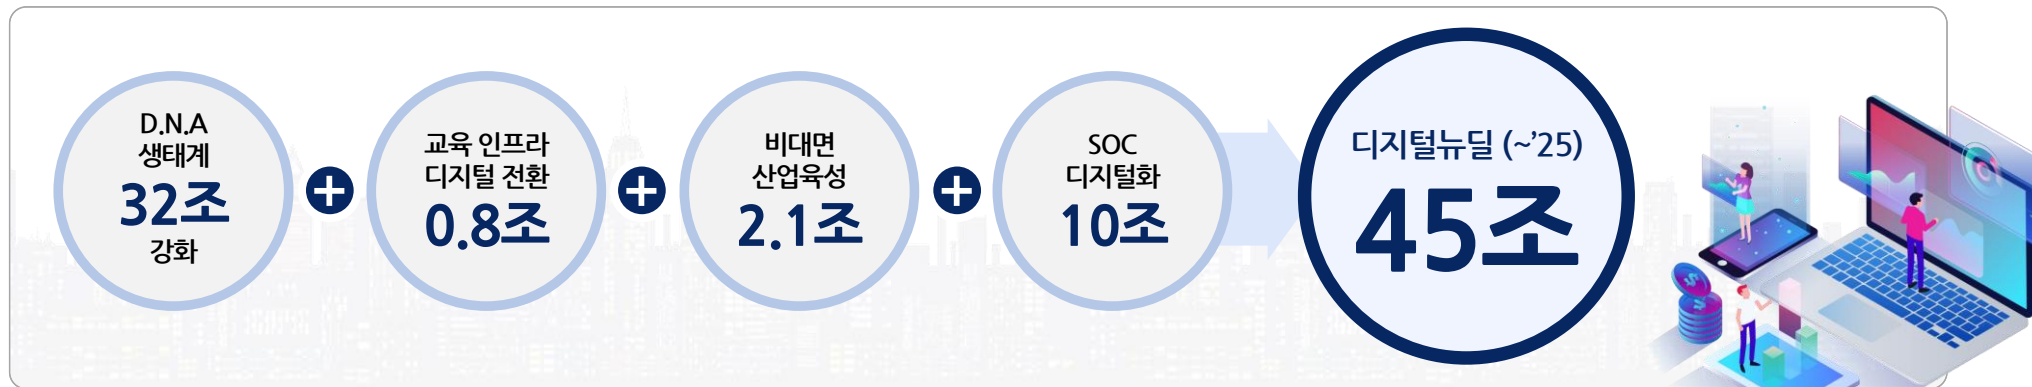 D.N.A
생태계
32조
강화
교육 인프라
디지털 전환
0.8조
비대면
산업육성
2.1조
SOC
디지털화
10조
디지털뉴딜 (~’25)
45조